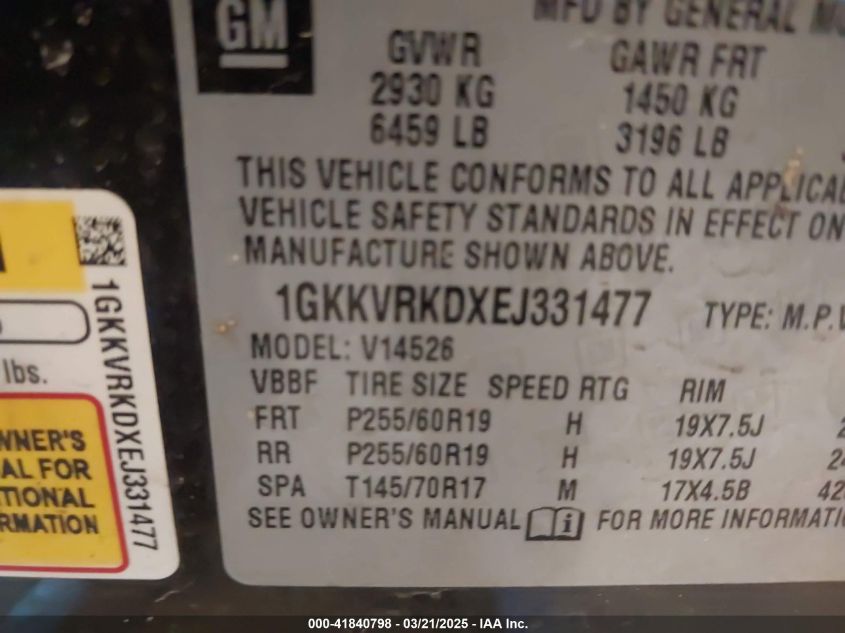 GM
MFD BY GENERAL
GVWR GAWR FRT
2930 KG 1450 KG
6459 LB 3196 LB
THIS VEHICLE CONFORMS TO ALL
VEHICLE SAFETY STANDARDS IN EFFECT ON
MANUFACTURE SHOWN ABOVE.
1GKKVRKDXEJ331477 TYPE: M.P.V
MODEL: V14526
VBBF TIRE SIZE SPEED RTG RIM
FRT P255/60R19 H 19X7.5J 2
RR P255/60R19 H 19X7.5J 24
SPA T145/70R17 M 17X4.5B 42
SEE OWNER'S MANUAL i FOR MORE INFORMATI
1GKKVRKDXEJ331477
lbs.
WNER'S
AL FOR
TIONAL
RMATION
000-41840798 - 03/21/2025 - IAA Inc.